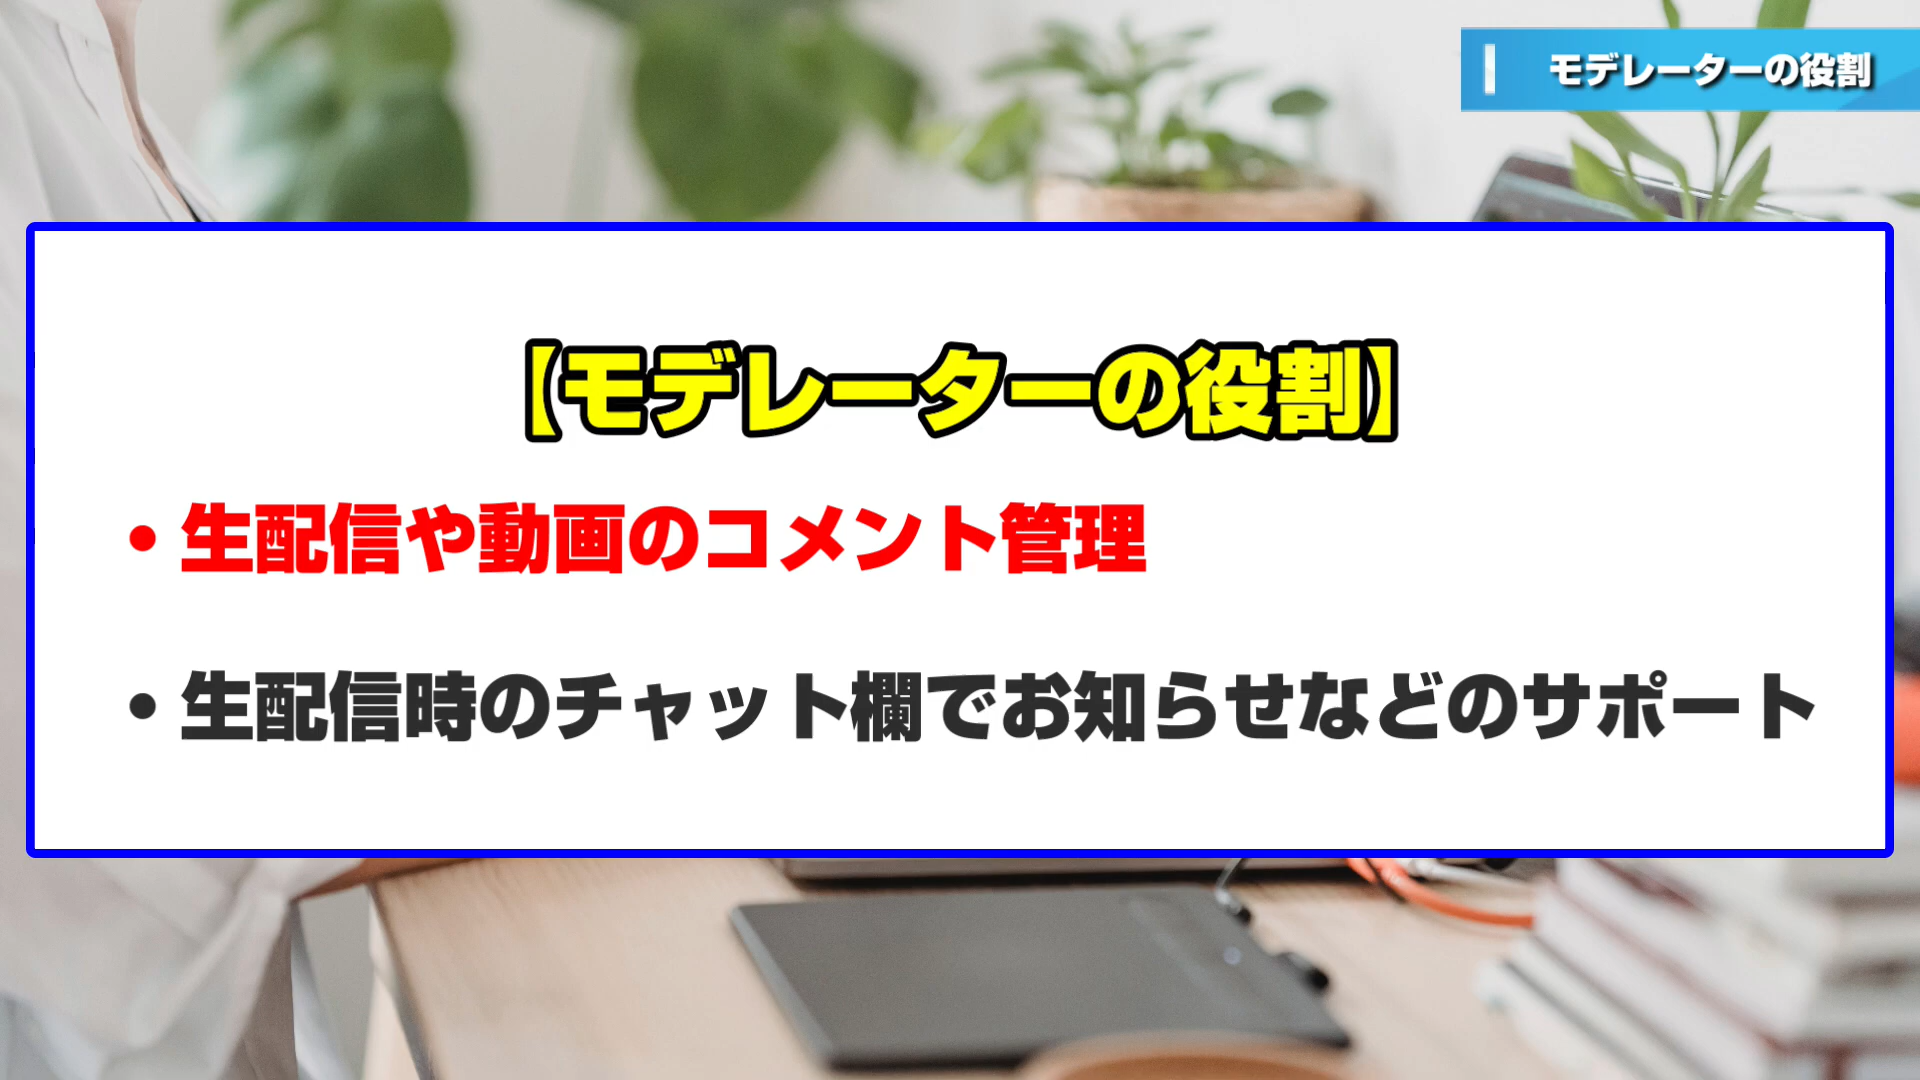 モデレーターの役割
【モデレーターの役割】
・生配信や動画のコメント管理
・生配信時のチャット欄でお知らせなどのサポート